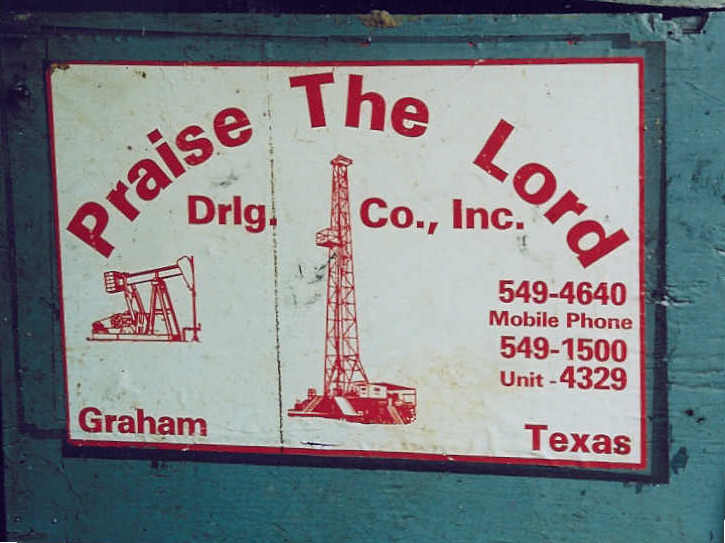 Praise The Lord
Drlg. Co., Inc.
549-4640
Mobile Phone
549-1500
Unit - 4329
Graham Texas